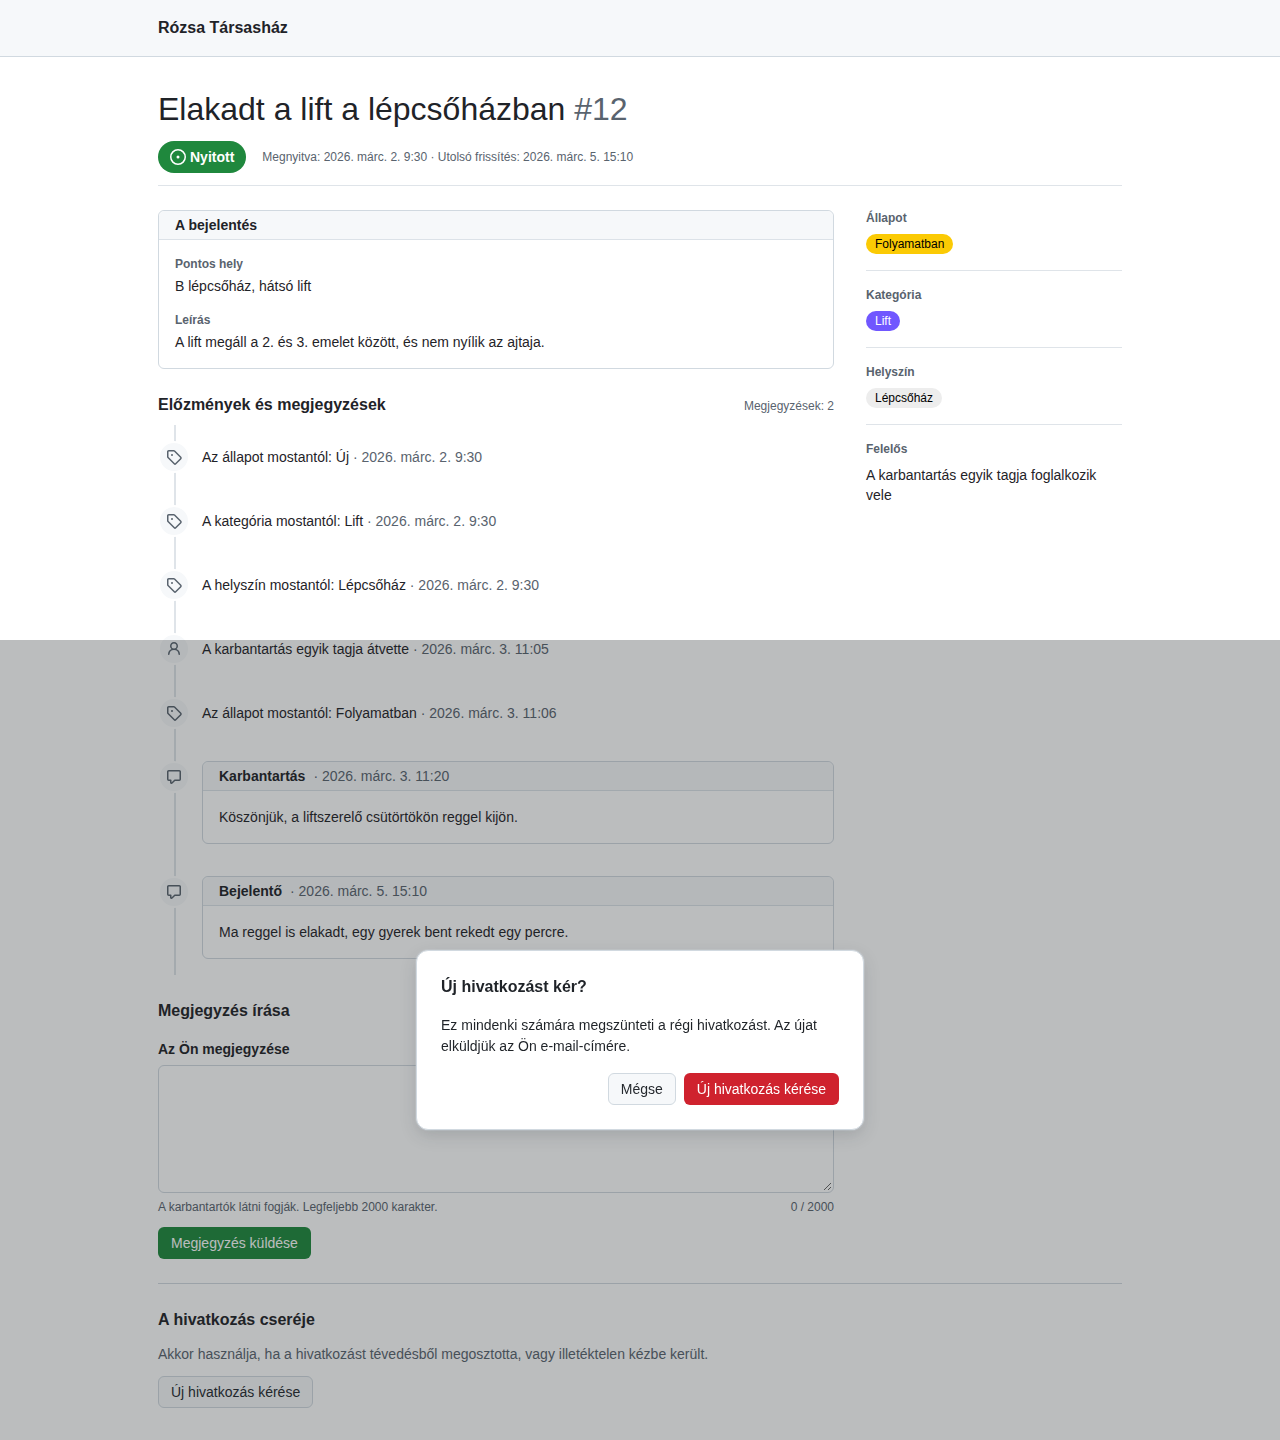 Rózsa Társasház
Elakadt a lift a lépcsőházban #12
Nyitott
Megnyitva: 2026. márc. 2. 9:30 · Utolsó frissítés: 2026. márc. 5. 15:10
A bejelentés
Pontos hely
B lépcsőház, hátsó lift
Leírás
A lift megáll a 2. és 3. emelet között, és nem nyílik az ajtaja.
Állapot
Folyamatban
Kategória
Lift
Helyszín
Lépcsőház
Felelős
A karbantartás egyik tagja foglalkozik
vele
Előzmények és megjegyzések
Megjegyzések: 2
Az állapot mostantól: Új · 2026. márc. 2. 9:30
A kategória mostantól: Lift · 2026. márc. 2. 9:30
A helyszín mostantól: Lépcsőház · 2026. márc. 2. 9:30
A karbantartás egyik tagja átvette · 2026. márc. 3. 11:05
Az állapot mostantól: Folyamatban · 2026. márc. 3. 11:06
Karbantartás · 2026. márc. 3. 11:20
Köszönjük, a liftszerelő csütörtökön reggel kijön.
Bejelentő · 2026. márc. 5. 15:10
Ma reggel is elakadt, egy gyerek bent rekedt egy percre.
Új hivatkozást kér?
Ez mindenki számára megszünteti a régi hivatkozást. Az újat
elküldjük az Ön e-mail-címére.
Mégse
Új hivatkozás kérése
Megjegyzés írása
Az Ön megjegyzése
A karbantartók látni fogják. Legfeljebb 2000 karakter.
0 / 2000
Megjegyzés küldése
A hivatkozás cseréje
Akkor használja, ha a hivatkozást tévedésből megosztotta, vagy illetéktelen kézbe került.
Új hivatkozás kérése